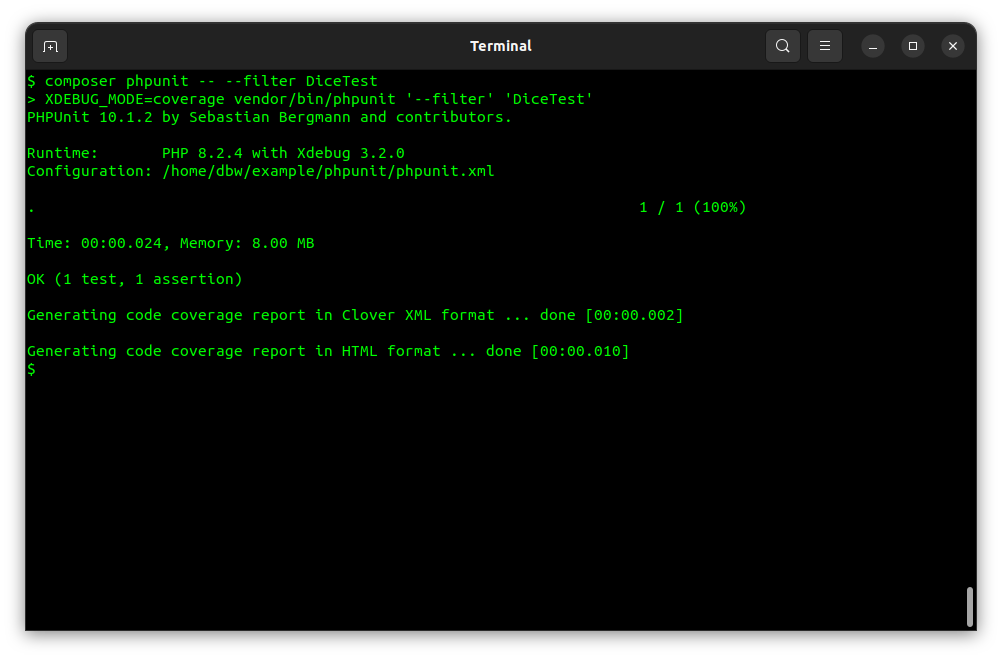 Terminal
$ composer phpunit -- --filter DiceTest
> XDEBUG_MODE=coverage vendor/bin/phpunit '--filter' 'DiceTest'
PHPUnit 10.1.2 by Sebastian Bergmann and contributors.
Runtime:       PHP 8.2.4 with Xdebug 3.2.0
Configuration: /home/dbw/example/phpunit/phpunit.xml
.                                                                   1 / 1 (100%)
Time: 00:00.024, Memory: 8.00 MB
OK (1 test, 1 assertion)
Generating code coverage report in Clover XML format ... done [00:00.002]
Generating code coverage report in HTML format ... done [00:00.010]
$